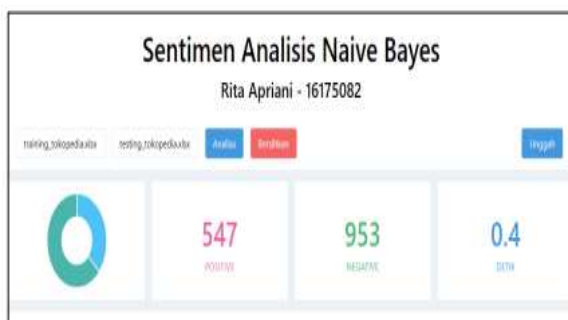 Sentimen Analisis Naive Bayes
Rita Apriani - 16175082
training_tokopedia.xlsx testing_tokopedia.xlsx Analisa Bersihkan Unggah
547 953 0.4
POSITIVE NEGATIVE DETIK